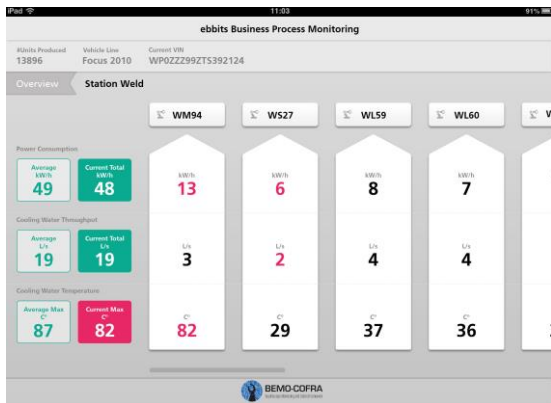 iPad 11:03 91%
ebbits Business Process Monitoring
#Units Produced Vehicle Line Current VIN
13896 Focus 2010 WP0ZZZ99ZTS392124
Overview Station Weld
WM94 WS27 WL59 WL60
Power Consumption
Average Current Total
kW/h kW/h kW/h kW/h kW/h kW/h
49 48 13 6 8 7
Cooling Water Throughput
Average Current Total
L/s L/s L/s L/s L/s L/s
19 19 3 2 4 4
Cooling Water Temperature
Average Max Current Max
C° C° C° C° C° C°
87 82 82 29 37 36
BEMO-COFRA